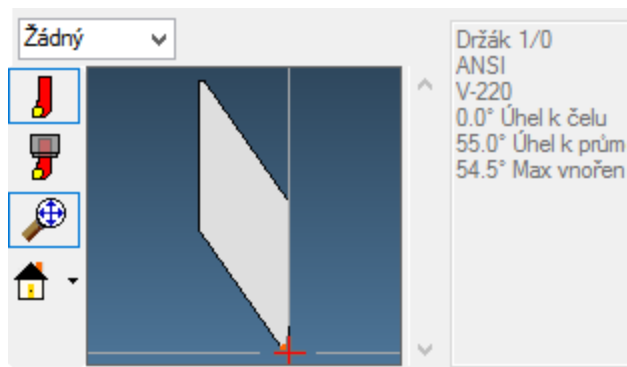 Žádný
Držák 1/0
ANSI
V-220
0.0° Úhel k čelu
55.0° Úhel k prům
54.5° Max vnořen